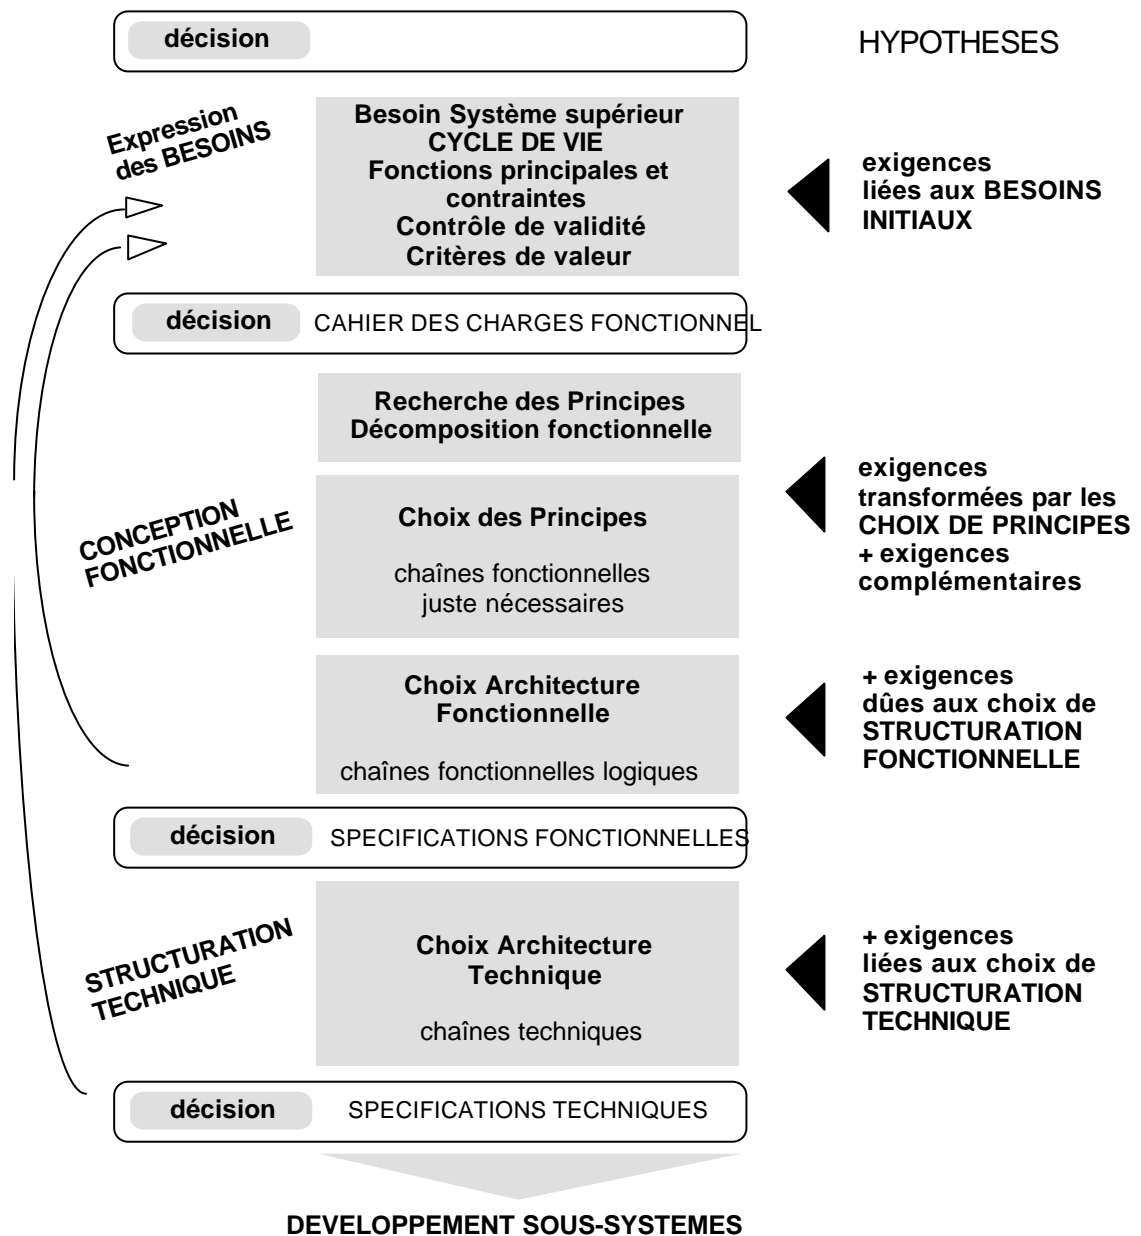 décision
HYPOTHESES
Expression
des BESOINS
Besoin Système supérieur
CYCLE DE VIE
Fonctions principales et
contraintes
Contrôle de validité
Critères de valeur
exigences
liées aux BESOINS
INITIAUX
décision CAHIER DES CHARGES FONCTIONNEL
Recherche des Principes
Décomposition fonctionnelle
CONCEPTION
FONCTIONNELLE
Choix des Principes
chaînes fonctionnelles
juste nécessaires
exigences
transformées par les
CHOIX DE PRINCIPES
+ exigences
complémentaires
Choix Architecture
Fonctionnelle
chaînes fonctionnelles logiques
+ exigences
dûes aux choix de
STRUCTURATION
FONCTIONNELLE
décision SPECIFICATIONS FONCTIONNELLES
STRUCTURATION
TECHNIQUE
Choix Architecture
Technique
chaînes techniques
+ exigences
liées aux choix de
STRUCTURATION
TECHNIQUE
décision SPECIFICATIONS TECHNIQUES
DEVELOPPEMENT SOUS-SYSTEMES